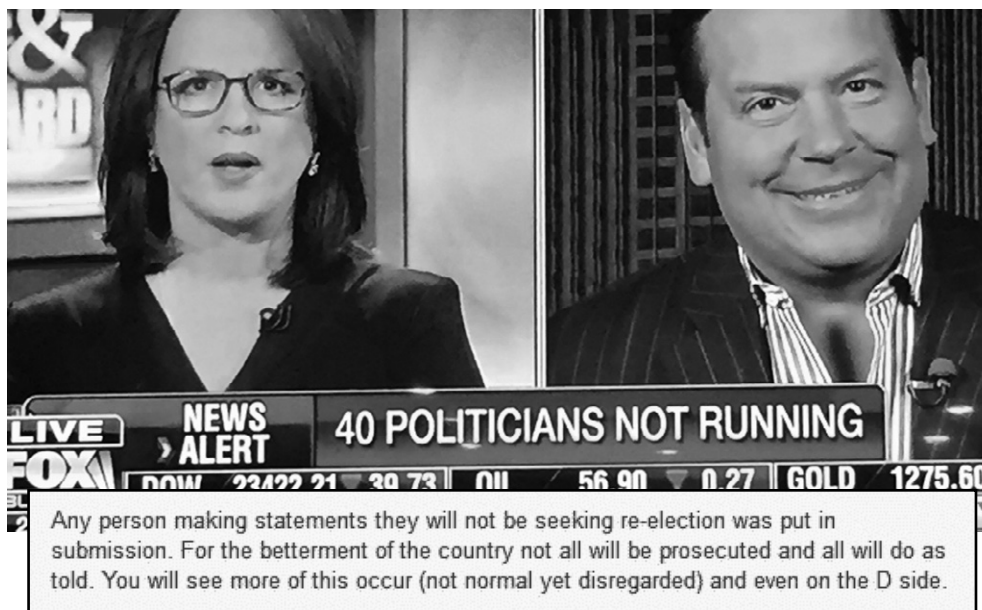 &
ARD
LIVE
NEWS
ALERT
40 POLITICIANS NOT RUNNING
FOX
DOW 23422.21 ▼ 39.73 OIL 56.90 ▼ 0.27 GOLD 1275.60
Any person making statements they will not be seeking re-election was put in
submission. For the betterment of the country not all will be prosecuted and all will do as
told. You will see more of this occur (not normal yet disregarded) and even on the D side.